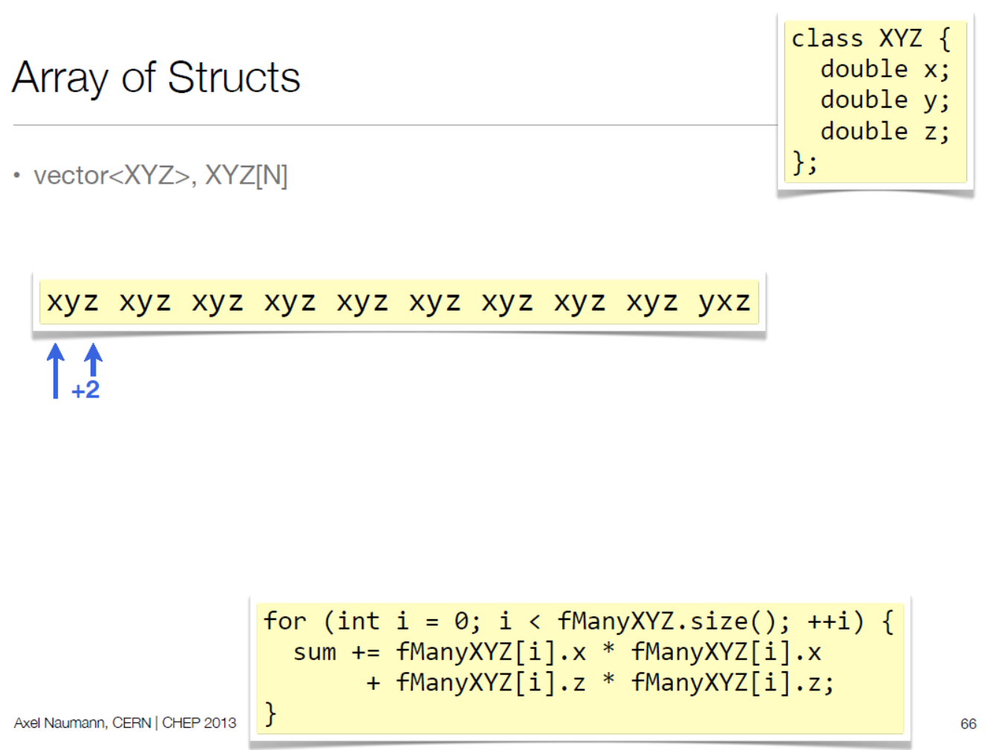 class XYZ {
  double x;
  double y;
  double z;
};
Array of Structs
• vector<XYZ>, XYZ[N]
xyz xyz xyz xyz xyz xyz xyz xyz xyz yxz
+2
for (int i = 0; i < fManyXYZ.size(); ++i) {
  sum += fManyXYZ[i].x * fManyXYZ[i].x
       + fManyXYZ[i].z * fManyXYZ[i].z;
}
Axel Naumann, CERN | CHEP 2013
66